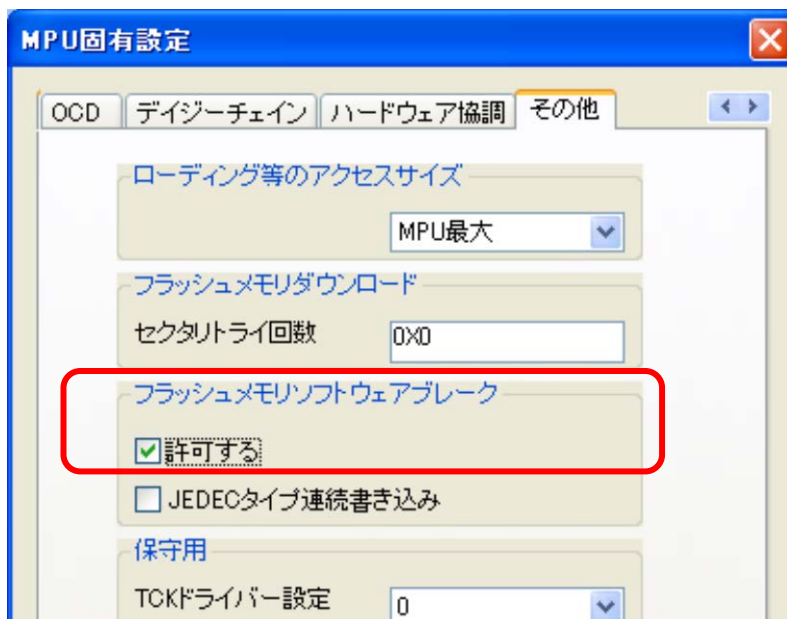 MPU固有設定
OCD デイジーチェイン ハードウェア協調 その他
ローディング等のアクセスサイズ
MPU最大
フラッシュメモリダウンロード
セクタリトライ回数 0X0
フラッシュメモリソフトウェアブレーク
許可する
JEDECタイプ連続書き込み
保守用
TCKドライバー設定 0